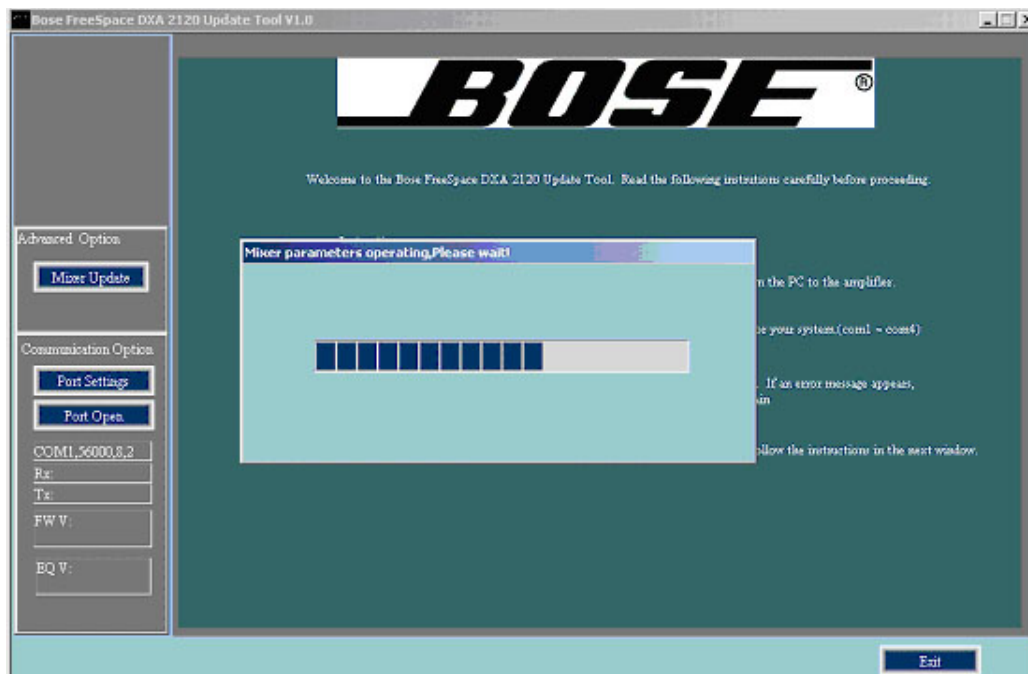 Bose FreeSpace DXA 2120 Update Tool V1.0
BOSE®
Welcome to the Bose FreeSpace DXA 2120 Update Tool. Read the following instrutions carefully before proceeding.
Advanced Option
Mixer Update
Mixer parameters operating,Please wait!
the PC to the amplifier.
your system.(com1 ~ com4)
Communication Option
Port Settings
If an error message appears,
Port Open
COM1,56000,8,2
Rx:
follow the instructions in the next window.
Tx:
FW V:
EQ V:
Exit